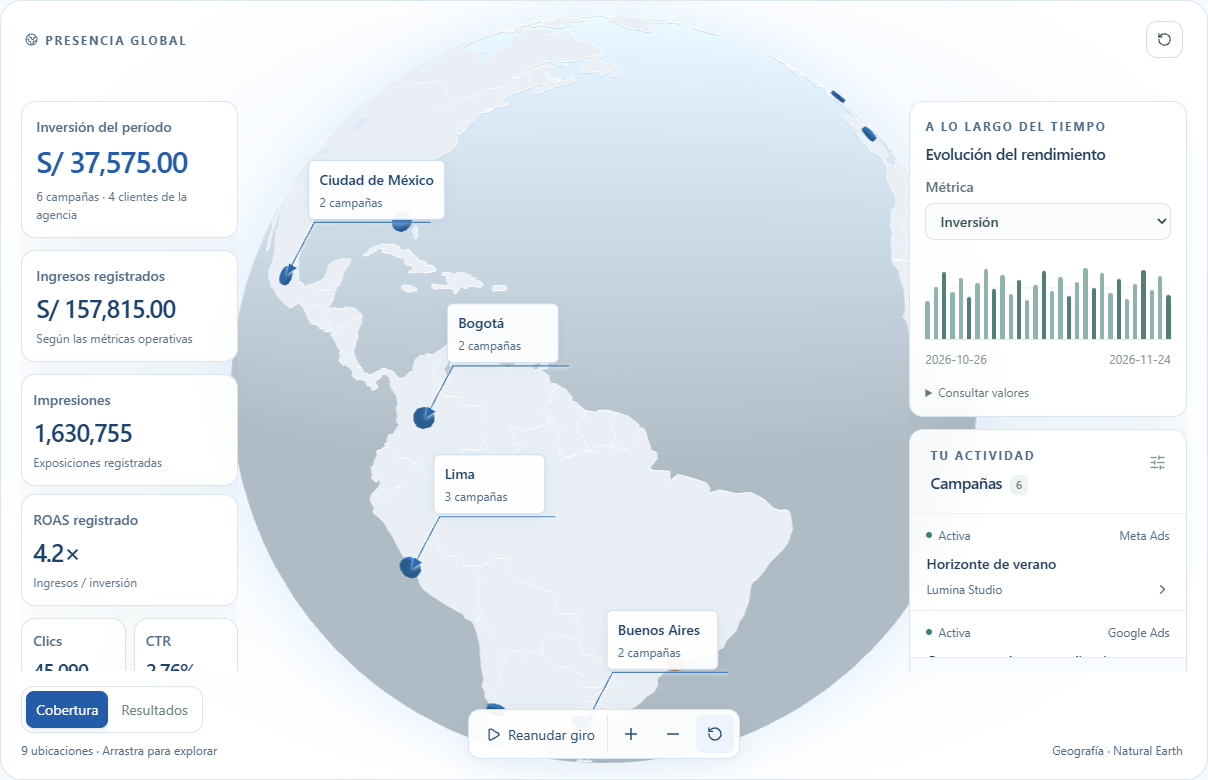 PRESENCIA GLOBAL
Inversión del período
S/ 37,575.00
6 campañas · 4 clientes de la
agencia
Ingresos registrados
S/ 157,815.00
Según las métricas operativas
Impresiones
1,630,755
Exposiciones registradas
ROAS registrado
4.2×
Ingresos / inversión
Clics
45,090
CTR
2.76%
Cobertura
Resultados
9 ubicaciones · Arrastra para explorar
Ciudad de México
2 campañas
Bogotá
2 campañas
Lima
3 campañas
Buenos Aires
2 campañas
Reanudar giro
A LO LARGO DEL TIEMPO
Evolución del rendimiento
Métrica
Inversión
2026-10-26
2026-11-24
Consultar valores
TU ACTIVIDAD
Campañas 6
Activa
Meta Ads
Horizonte de verano
Lumina Studio
Activa
Google Ads
Geografía · Natural Earth